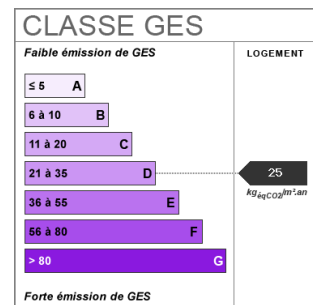 CLASSE GES
Faible émission de GES
LOGEMENT
≤ 5 A
6 à 10 B
11 à 20 C
21 à 35 D
25
kgéqCO2/m².an
36 à 55 E
56 à 80 F
> 80 G
Forte émission de GES